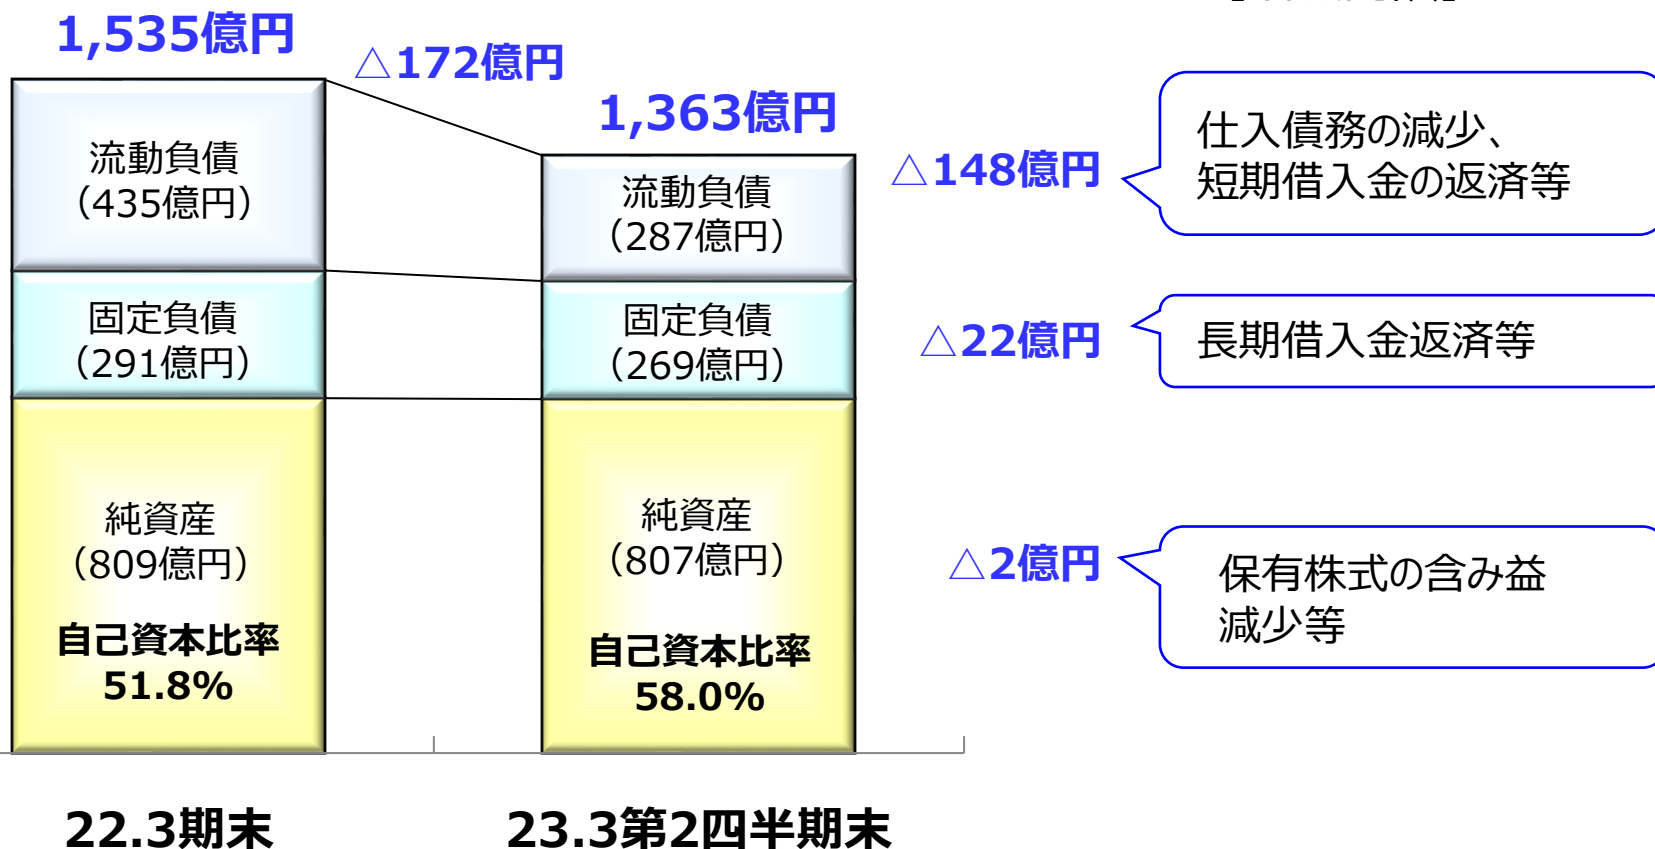 1,535億円
△172億円
1,363億円
流動負債
（435億円）
流動負債
（287億円）
△148億円
仕入債務の減少、
短期借入金の返済等
固定負債
（291億円）
固定負債
（269億円）
△22億円
長期借入金返済等
純資産
（809億円）
自己資本比率
51.8%
純資産
（807億円）
自己資本比率
58.0%
△2億円
保有株式の含み益
減少等
22.3期末
23.3第2四半期末